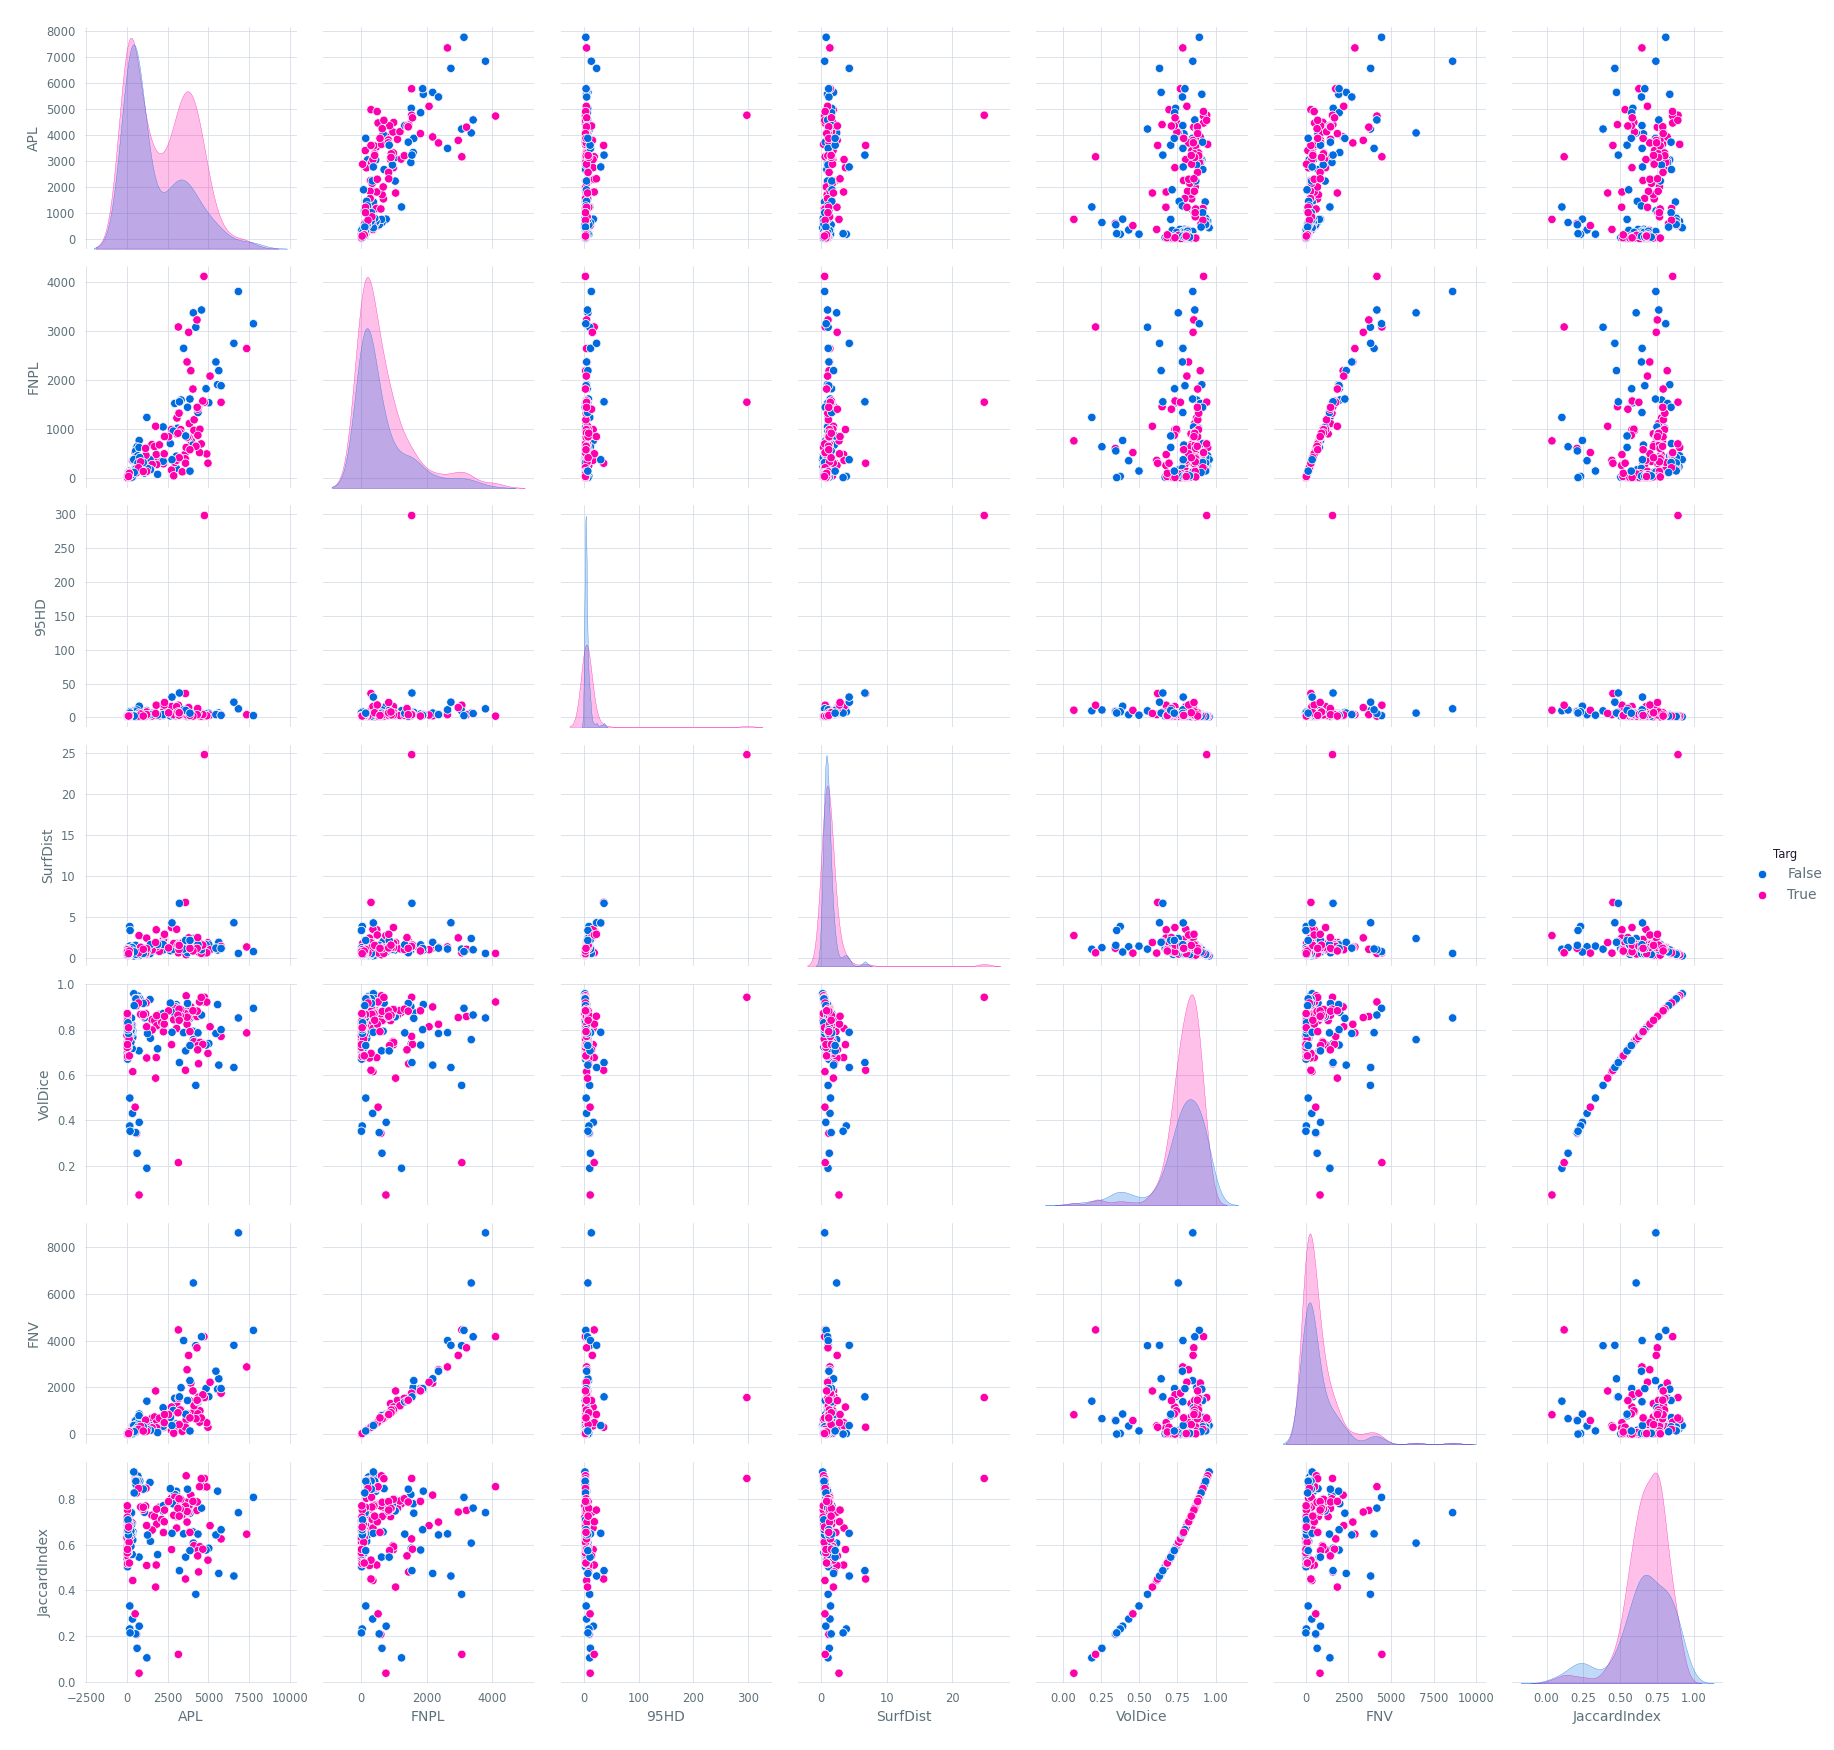 8000
7000
6000
5000
4000
3000
2000
1000
0
APL
4000
3000
2000
1000
0
FNPL
300
250
200
150
100
50
0
95HD
25
20
15
10
5
0
SurfDist
Targ
False
True
1.0
0.8
0.6
0.4
0.2
VolDice
8000
6000
4000
2000
0
FNV
0.8
0.6
0.4
0.2
0.0
JaccardIndex
−2500 0 2500 5000 7500 10000
0 2000 4000
0 100 200 300
0 10 20
0.00 0.25 0.50 0.75 1.00
0 2500 5000 7500 10000
0.00 0.25 0.50 0.75 1.00
APL
FNPL
95HD
SurfDist
VolDice
FNV
JaccardIndex